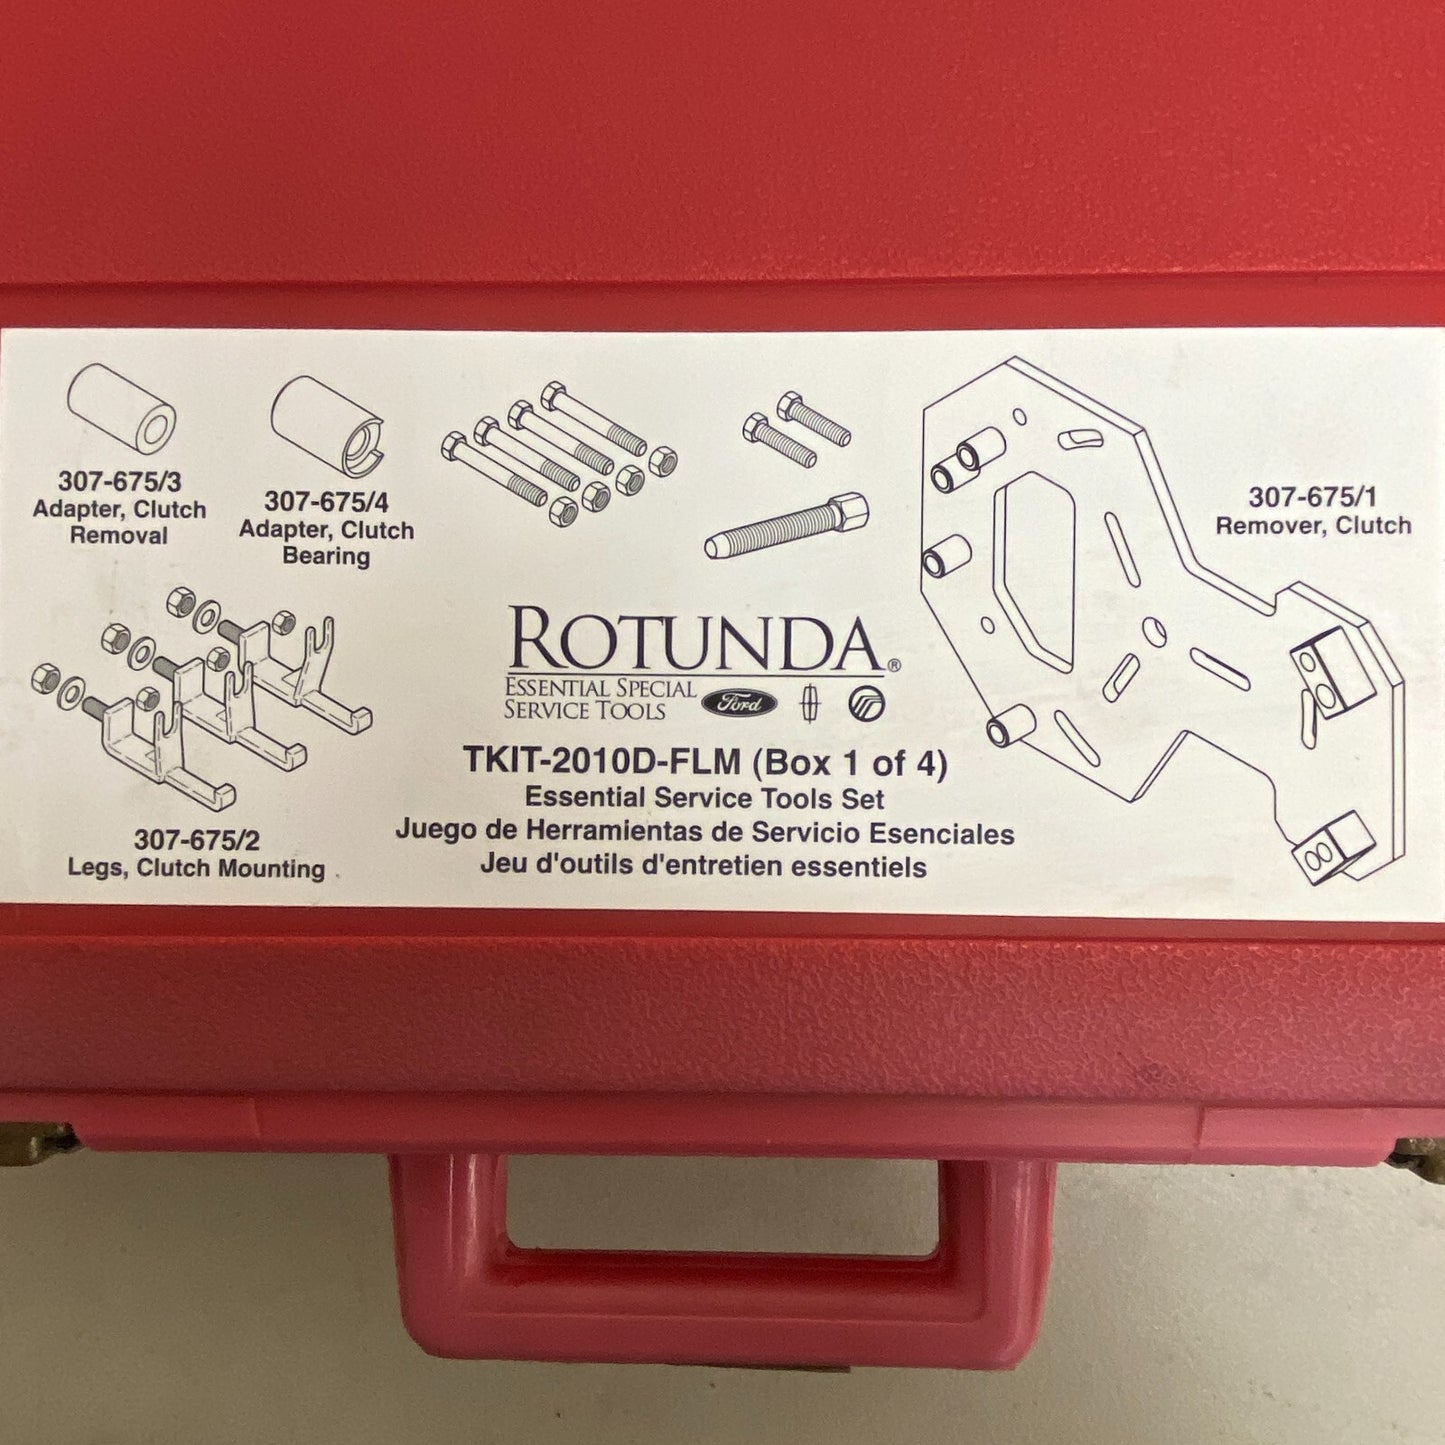 307-675/3
Adapter, Clutch
Removal
307-675/4
Adapter, Clutch
Bearing
307-675/1
Remover, Clutch
ROTUNDA®
ESSENTIAL SPECIAL
SERVICE TOOLS
Ford
307-675/2
Legs, Clutch Mounting
TKIT-2010D-FLM (Box 1 of 4)
Essential Service Tools Set
Juego de Herramientas de Servicio Esenciales
Jeu d'outils d'entretien essentiels